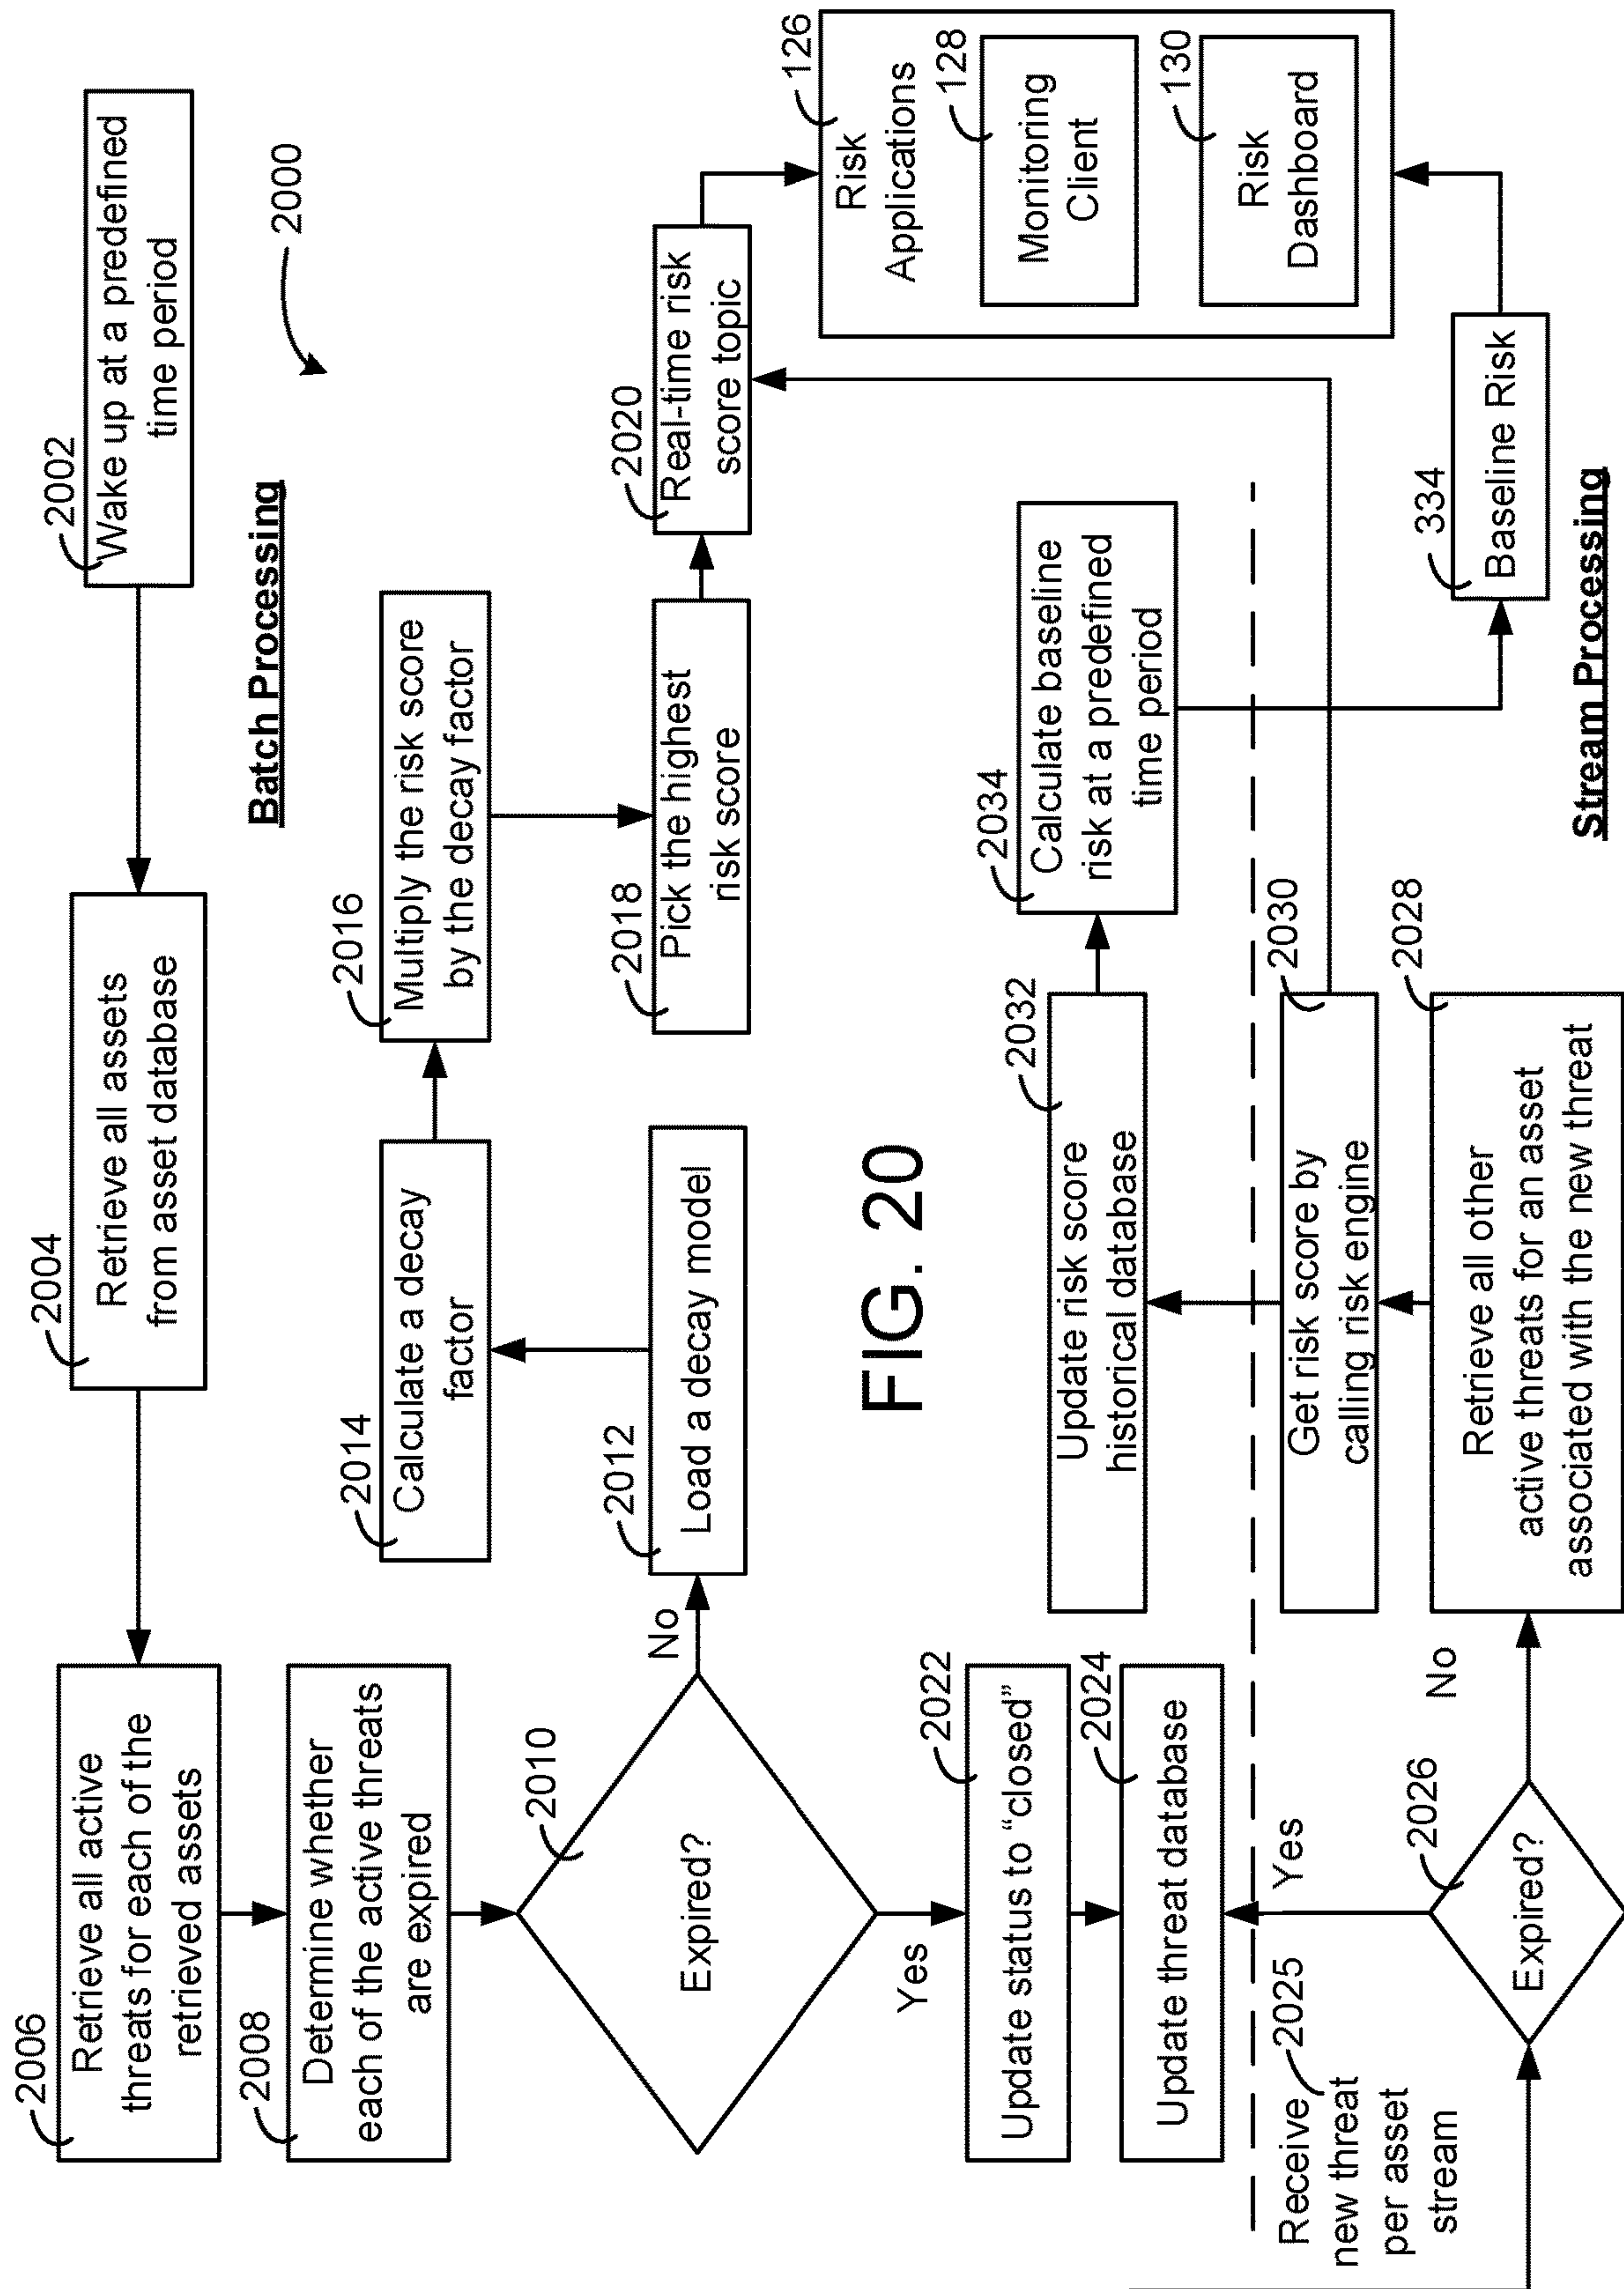 2000
2002
Wake up at a predefined
time period
2004
Retrieve all assets
from asset database
2006
Retrieve all active
threats for each of the
retrieved assets
Batch Processing
2008
Determine whether
each of the active threats
are expired
2010
Expired?
No
2012
Load a decay model
2014
Calculate a decay
factor
2016
Multiply the risk score
by the decay factor
2018
Pick the highest
risk score
2020
Real-time risk
score topic
126
Risk
Applications
128
Monitoring
Client
130
Risk
Dashboard
Yes
2022
Update status to “closed”
2024
Update threat database
FIG. 20
2032
Update risk score
historical database
2034
Calculate baseline
risk at a predefined
time period
Receive 2025
new threat
per asset
stream
Yes
2026
Expired?
No
2028
Retrieve all other
active threats for an asset
associated with the new threat
2030
Get risk score by
calling risk engine
334
Baseline Risk
Stream Processing